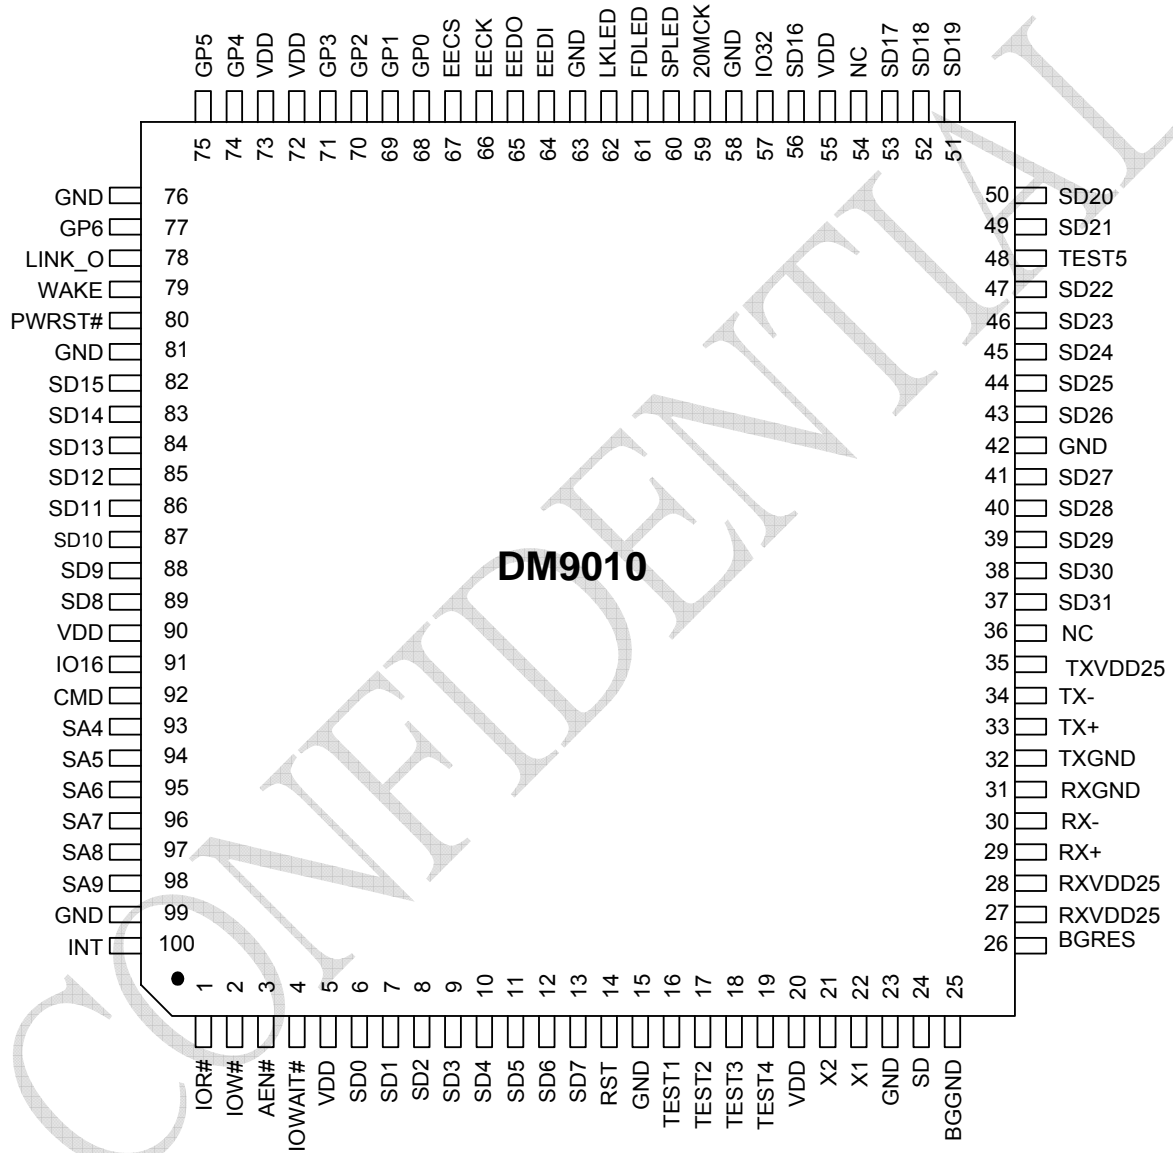 GP5 GP4 VDD VDD GP3 GP2 GP1 GP0 EECS EECK EEDO EEDI GND LKLED FDLED SPLED 20MCK GND IO32 SD16 VDD NC SD17 SD18 SD19
75 74 73 72 71 70 69 68 67 66 65 64 63 62 61 60 59 58 57 56 55 54 53 52 51
GND 76 50 SD20
GP6 77 49 SD21
LINK_O 78 48 TEST5
WAKE 79 47 SD22
PWRST# 80 46 SD23
GND 81 45 SD24
SD15 82 44 SD25
SD14 83 43 SD26
SD13 84 42 GND
SD12 85 41 SD27
SD11 86 40 SD28
SD10 87 39 SD29
DM9010
SD9 88 38 SD30
SD8 89 37 SD31
VDD 90 36 NC
IO16 91 35 TXVDD25
CMD 92 34 TX-
SA4 93 33 TX+
SA5 94 32 TXGND
SA6 95 31 RXGND
SA7 96 30 RX-
SA8 97 29 RX+
SA9 98 28 RXVDD25
GND 99 27 RXVDD25
INT 100 26 BGRES
1 2 3 4 5 6 7 8 9 10 11 12 13 14 15 16 17 18 19 20 21 22 23 24 25
IOR# IOW# AEN# IOWAIT# VDD SD0 SD1 SD2 SD3 SD4 SD5 SD6 SD7 RST GND TEST1 TEST2 TEST3 TEST4 VDD X2 X1 GND SD BGGND
CONFIDENTIAL